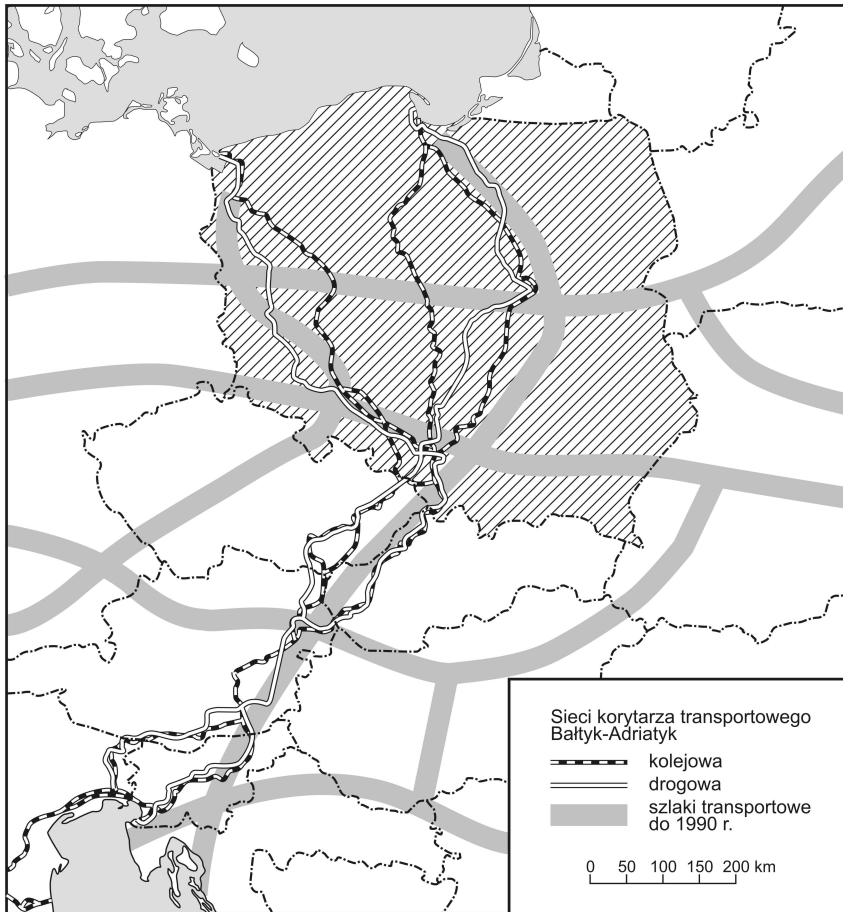 Sieci korytarza transportowego
Bałtyk-Adriatyk
kolejowa
drogowa
szlaki transportowe
do 1990 r.
0 50 100 150 200 km